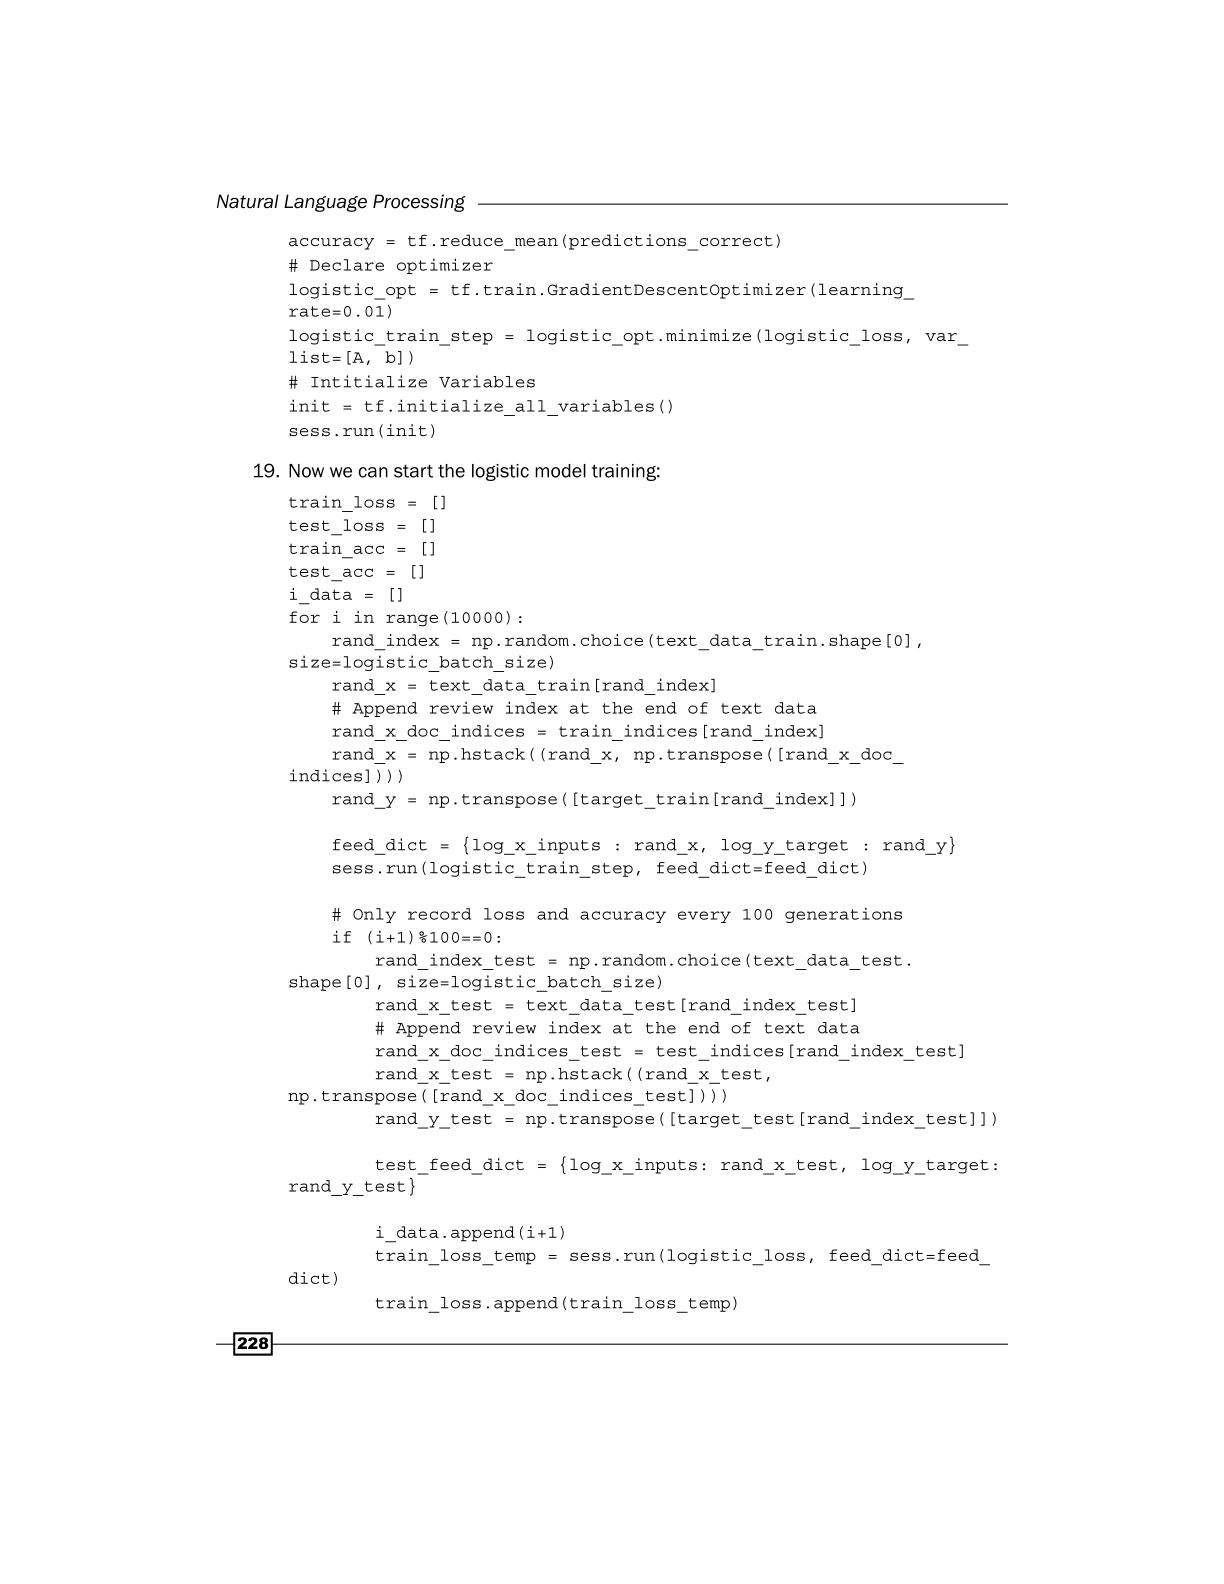 Natural Language Processing
accuracy = tf.reduce_mean(predictions_correct)
# Declare optimizer
logistic_opt = tf.train.GradientDescentOptimizer(learning_
rate=0.01)
logistic_train_step = logistic_opt.minimize(logistic_loss, var_
list=[A, b])
# Intitialize Variables
init = tf.initialize_all_variables()
sess.run(init)
19. Now we can start the logistic model training:
train_loss = []
test_loss = []
train_acc = []
test_acc = []
i_data = []
for i in range(10000):
    rand_index = np.random.choice(text_data_train.shape[0],
size=logistic_batch_size)
    rand_x = text_data_train[rand_index]
    # Append review index at the end of text data
    rand_x_doc_indices = train_indices[rand_index]
    rand_x = np.hstack((rand_x, np.transpose([rand_x_doc_
indices])))
    rand_y = np.transpose([target_train[rand_index]])
    feed_dict = {log_x_inputs : rand_x, log_y_target : rand_y}
    sess.run(logistic_train_step, feed_dict=feed_dict)
    # Only record loss and accuracy every 100 generations
    if (i+1)%100==0:
        rand_index_test = np.random.choice(text_data_test.
shape[0], size=logistic_batch_size)
        rand_x_test = text_data_test[rand_index_test]
        # Append review index at the end of text data
        rand_x_doc_indices_test = test_indices[rand_index_test]
        rand_x_test = np.hstack((rand_x_test,
np.transpose([rand_x_doc_indices_test])))
        rand_y_test = np.transpose([target_test[rand_index_test]])
        test_feed_dict = {log_x_inputs: rand_x_test, log_y_target:
rand_y_test}
        i_data.append(i+1)
        train_loss_temp = sess.run(logistic_loss, feed_dict=feed_
dict)
        train_loss.append(train_loss_temp)
228